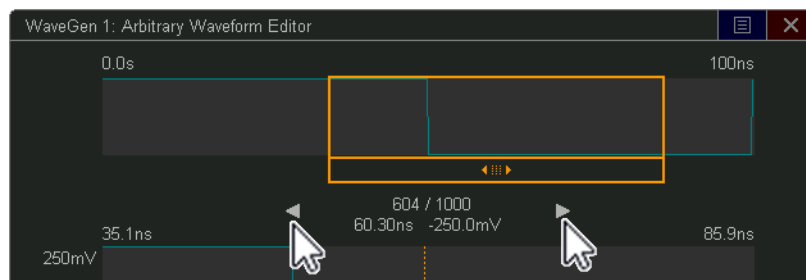 WaveGen 1: Arbitrary Waveform Editor
0.0s 100ns
604 / 1000
60.30ns -250.0mV
35.1ns 85.9ns
250mV